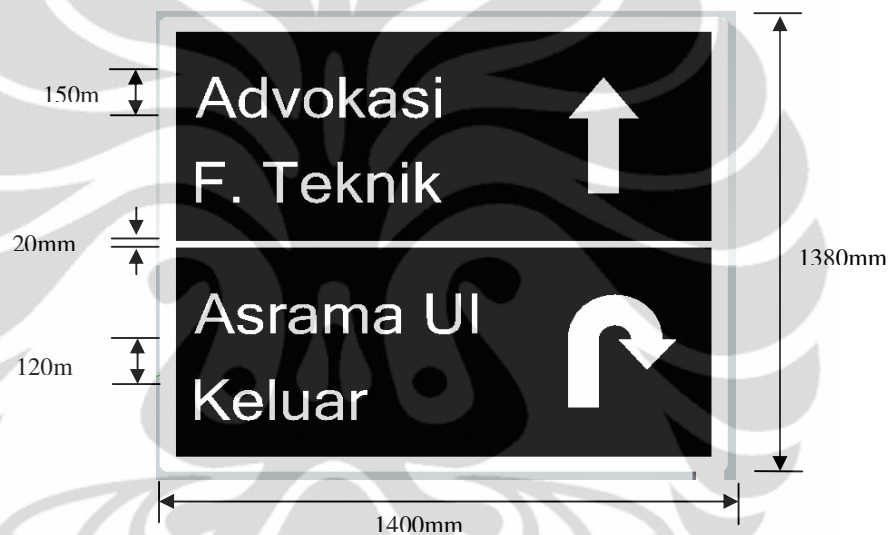 150m
Advokasi
F. Teknik
20mm
1380mm
Asrama UI
120m
Keluar
1400mm